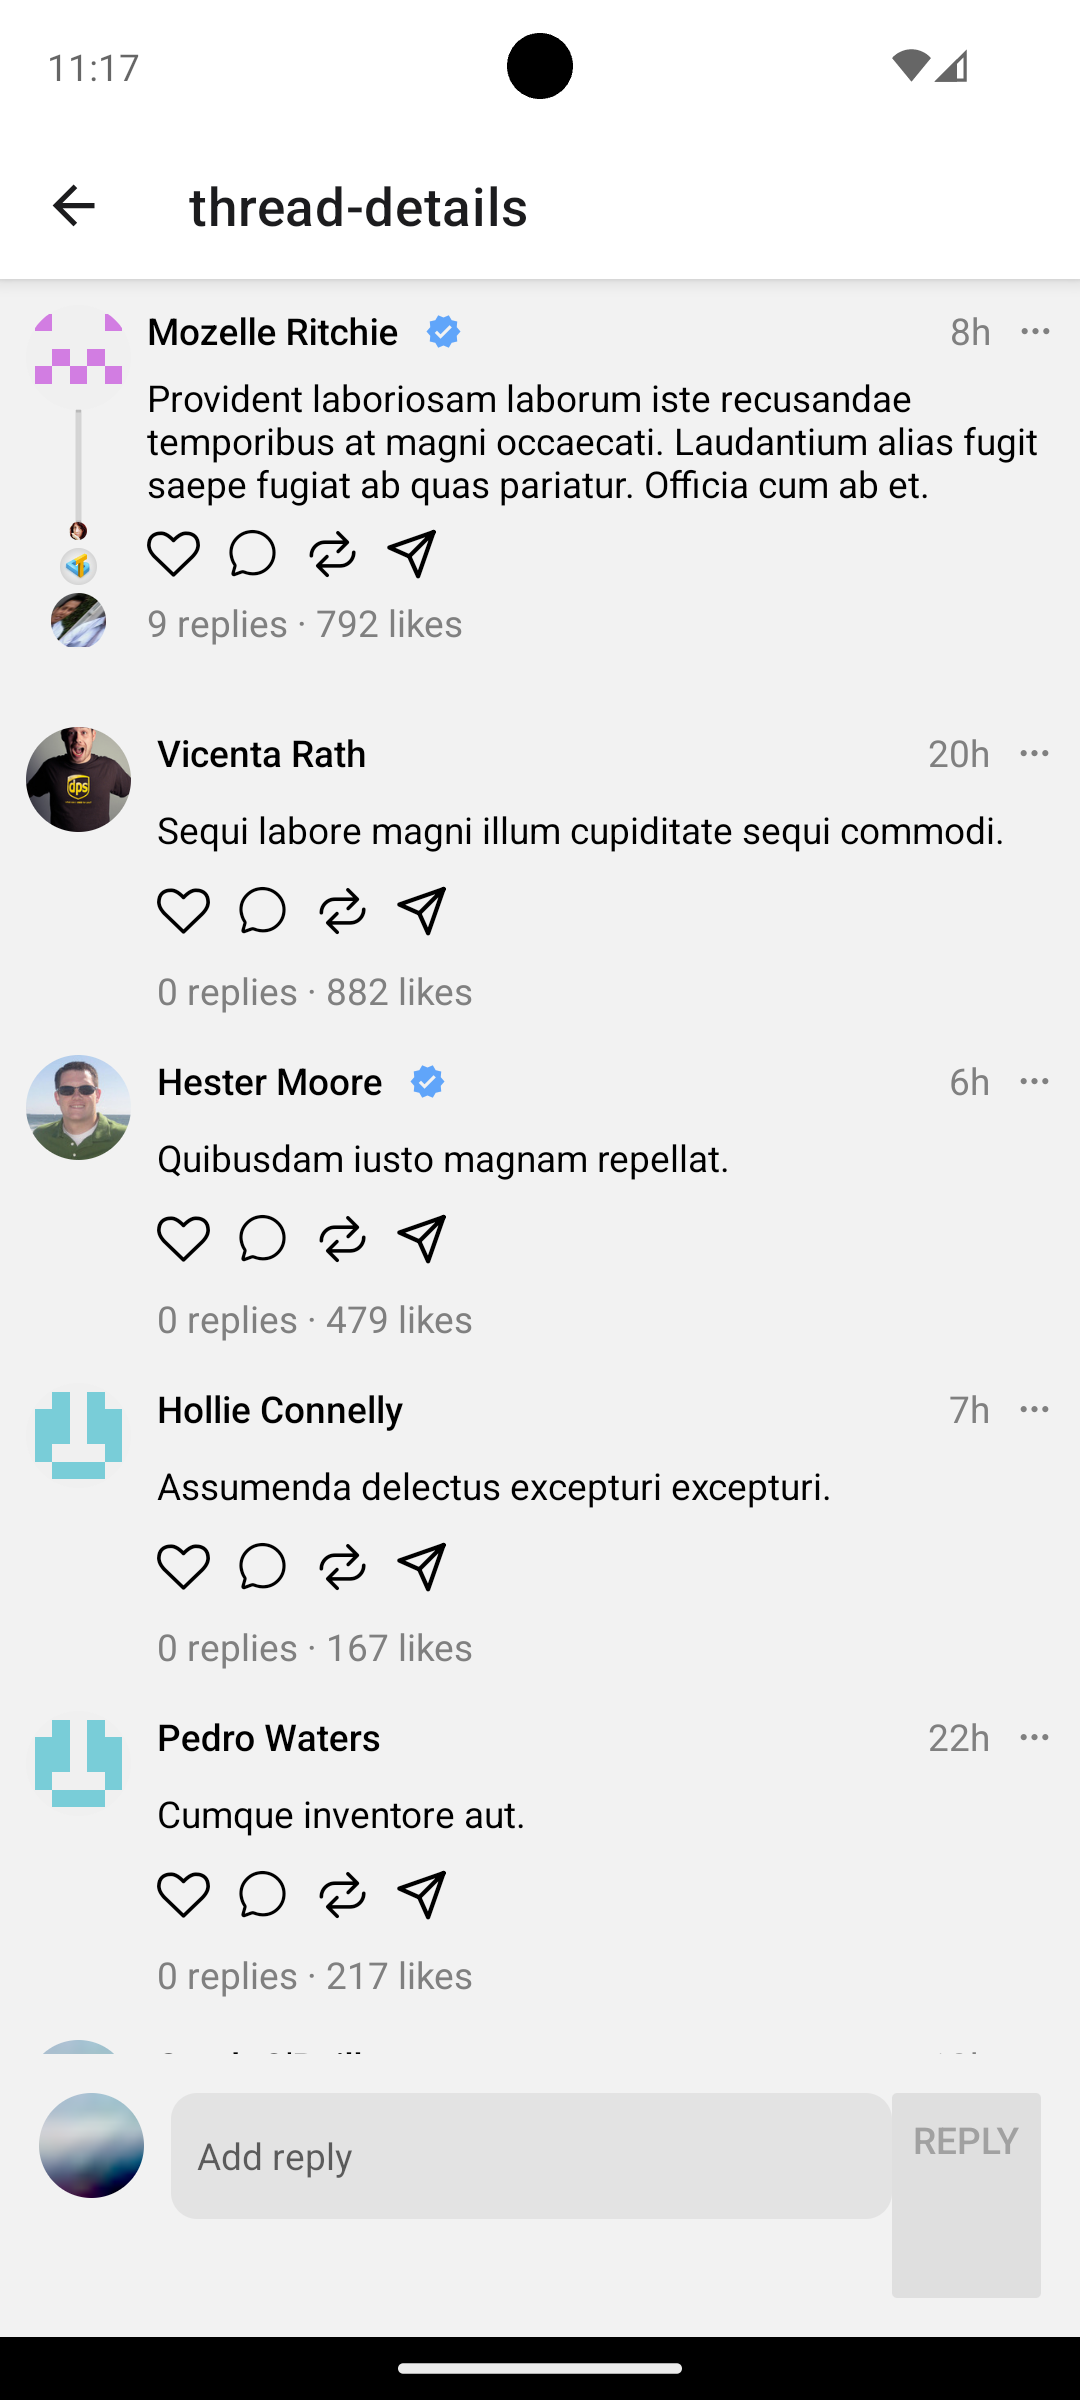 11:17
thread-details
Mozelle Ritchie
8h
Provident laboriosam laborum iste recusandae
temporibus at magni occaecati. Laudantium alias fugit
saepe fugiat ab quas pariatur. Officia cum ab et.
9 replies · 792 likes
Vicenta Rath
20h
dps
Sequi labore magni illum cupiditate sequi commodi.
0 replies · 882 likes
Hester Moore
6h
Quibusdam iusto magnam repellat.
0 replies · 479 likes
Hollie Connelly
7h
Assumenda delectus excepturi excepturi.
0 replies · 167 likes
Pedro Waters
22h
Cumque inventore aut.
0 replies · 217 likes
Add reply
REPLY